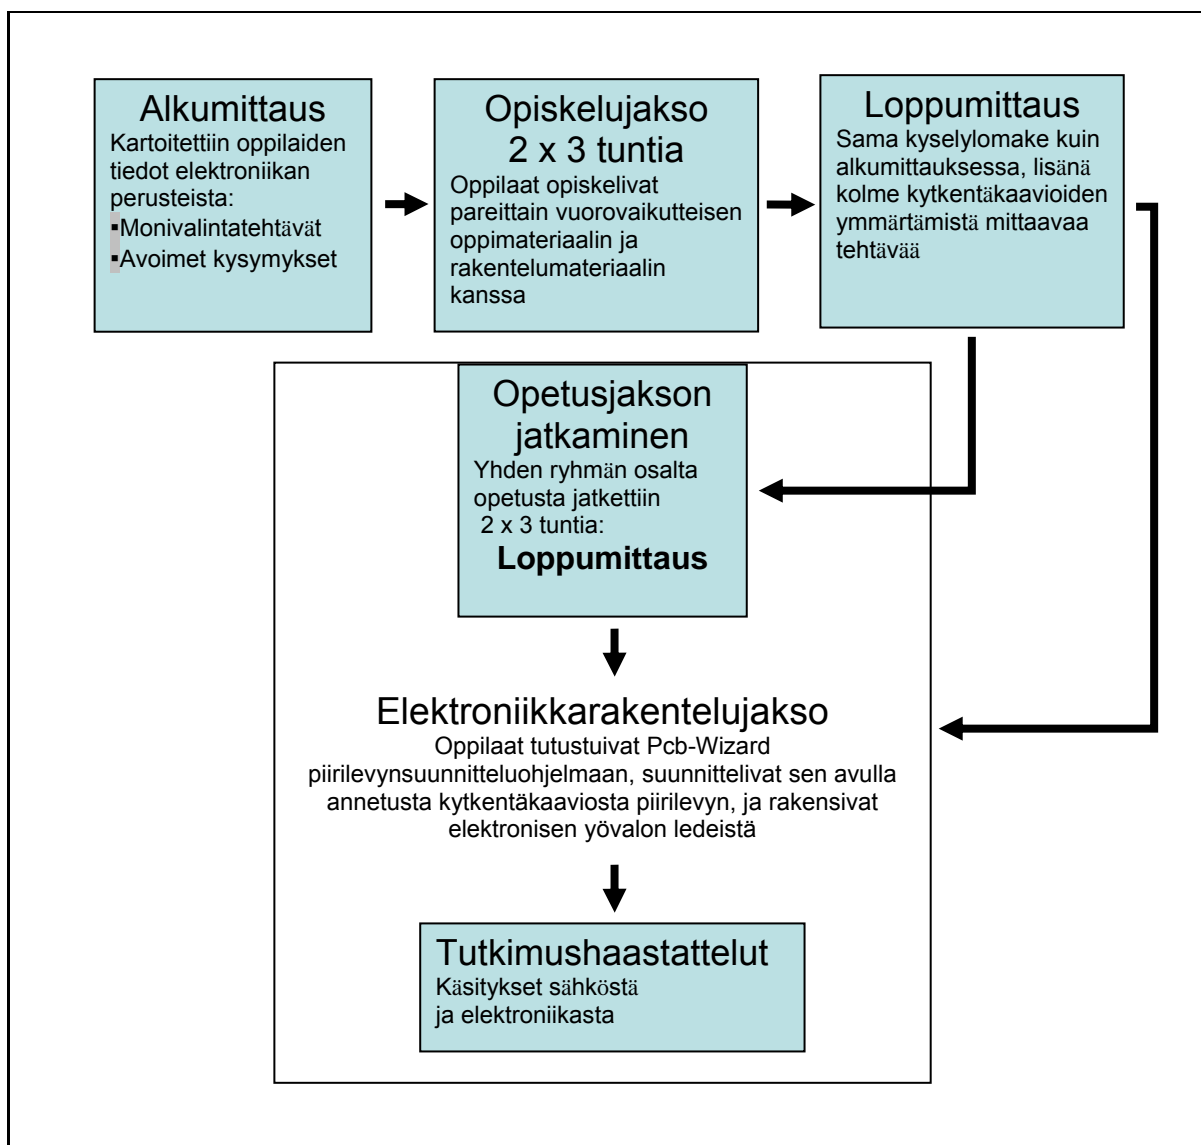 Alkumittaus
Kartoitettiin oppilaiden
tiedot elektroniikan
perusteista:
▪Monivalintatehtävät
▪Avoimet kysymykset
Opiskelujakso
2 x 3 tuntia
Oppilaat opiskelivat
pareittain vuorovaikutteisen
oppimateriaalin ja
rakentelumateriaalin
kanssa
Loppumittaus
Sama kyselylomake kuin
alkumittauksessa, lisänä
kolme kytkentäkaavioiden
ymmärtämistä mittaavaa
tehtävää
Opetusjakson
jatkaminen
Yhden ryhmän osalta
opetusta jatkettiin
2 x 3 tuntia:
Loppumittaus
Elektroniikkarakentelujakso
Oppilaat tutustuivat Pcb-Wizard
piirilevynsuunnitteluohjelmaan, suunnittelivat sen avulla
annetusta kytkentäkaaviosta piirilevyn, ja rakensivat
elektronisen yövalon ledeistä
Tutkimushaastattelut
Käsitykset sähköstä
ja elektroniikasta